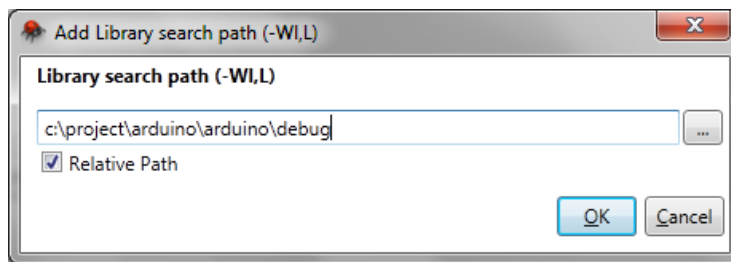 Add Library search path (-Wl,L)
Library search path (-Wl,L)
c:\project\arduino\arduino\debug
...
Relative Path
OK
Cancel